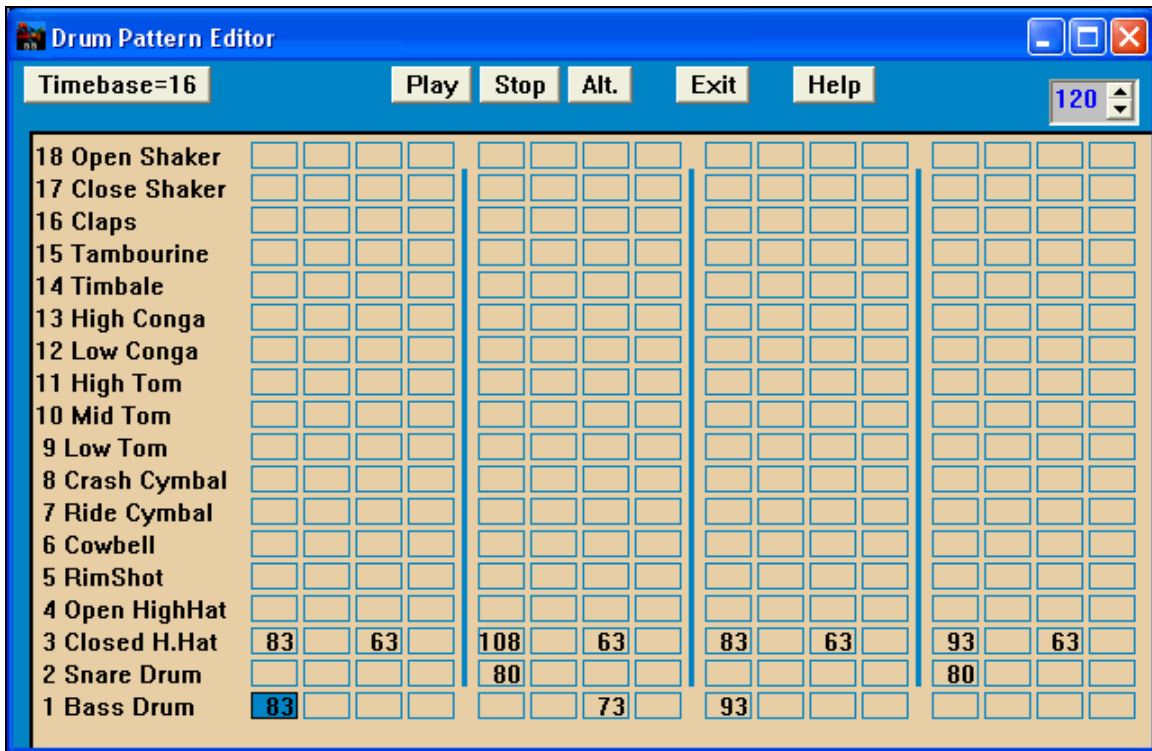 Drum Pattern Editor
Timebase=16 Play Stop Alt. Exit Help 120
18 Open Shaker
17 Close Shaker
16 Claps
15 Tambourine
14 Timbale
13 High Conga
12 Low Conga
11 High Tom
10 Mid Tom
9 Low Tom
8 Crash Cymbal
7 Ride Cymbal
6 Cowbell
5 RimShot
4 Open HighHat
3 Closed H.Hat 83 63 108 63 83 63 93 63
2 Snare Drum 80 80
1 Bass Drum 83 73 93